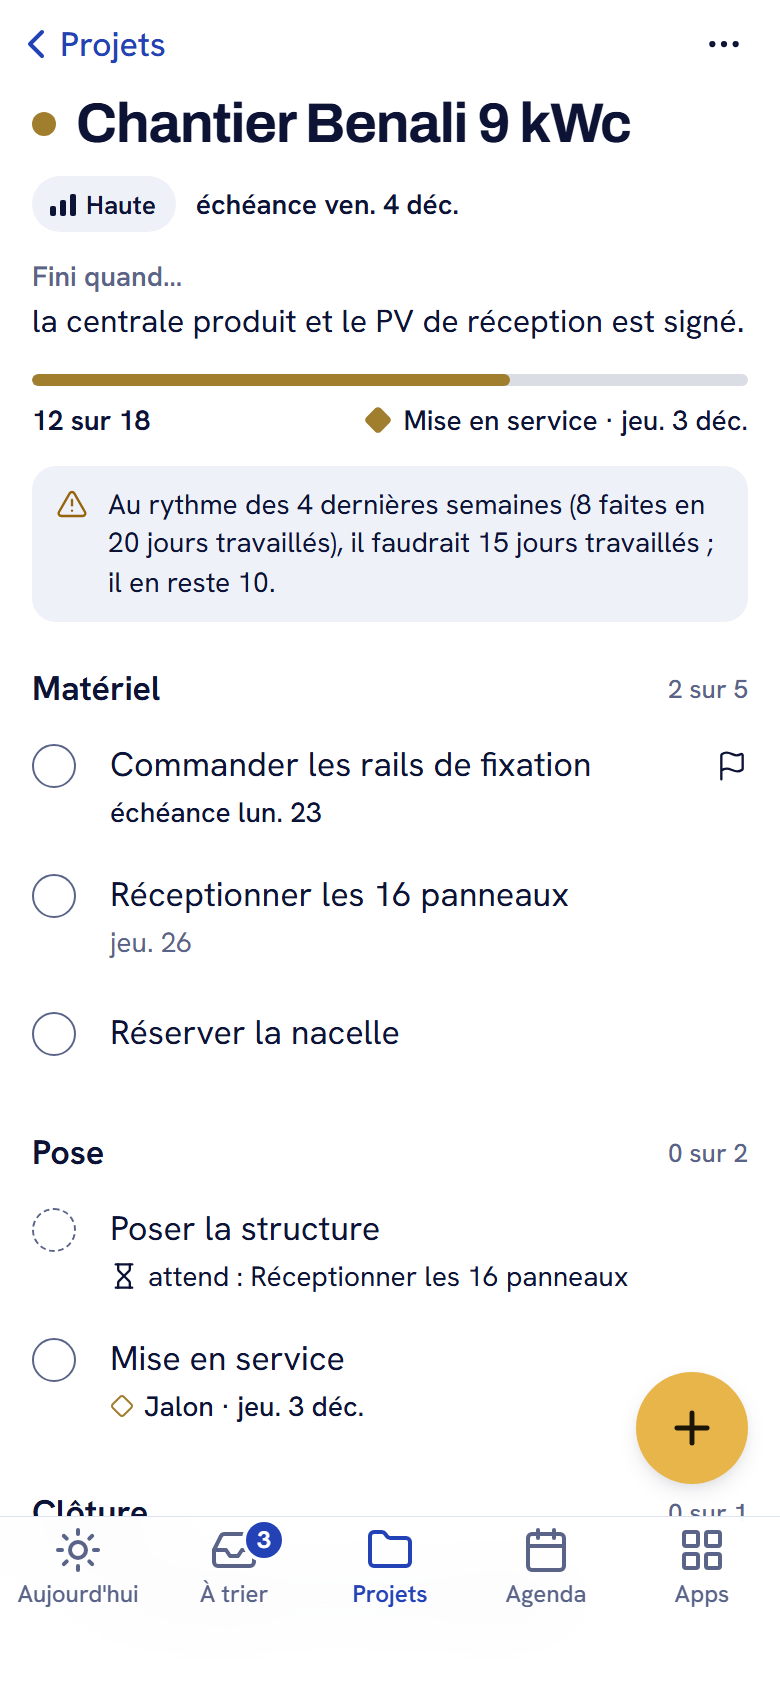 Projets
Chantier Benali 9 kWc
Haute
échéance ven. 4 déc.
Fini quand...
la centrale produit et le PV de réception est signé.
12 sur 18
Mise en service · jeu. 3 déc.
Au rythme des 4 dernières semaines (8 faites en
20 jours travaillés), il faudrait 15 jours travaillés ;
il en reste 10.
Matériel
2 sur 5
Commander les rails de fixation
échéance lun. 23
Réceptionner les 16 panneaux
jeu. 26
Réserver la nacelle
Pose
0 sur 2
Poser la structure
attend : Réceptionner les 16 panneaux
Mise en service
Jalon · jeu. 3 déc.
Clôture
0 sur 1
3
Aujourd'hui
À trier
Projets
Agenda
Apps